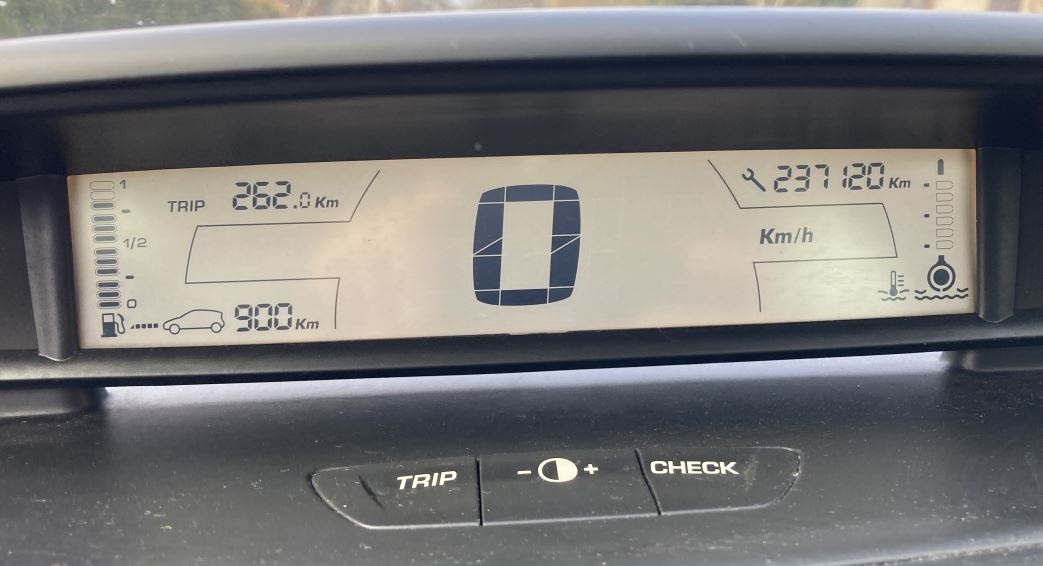 1
TRIP 262.0 Km
237120 Km
1/2
0
Km/h
0
900 Km
TRIP
- +
CHECK